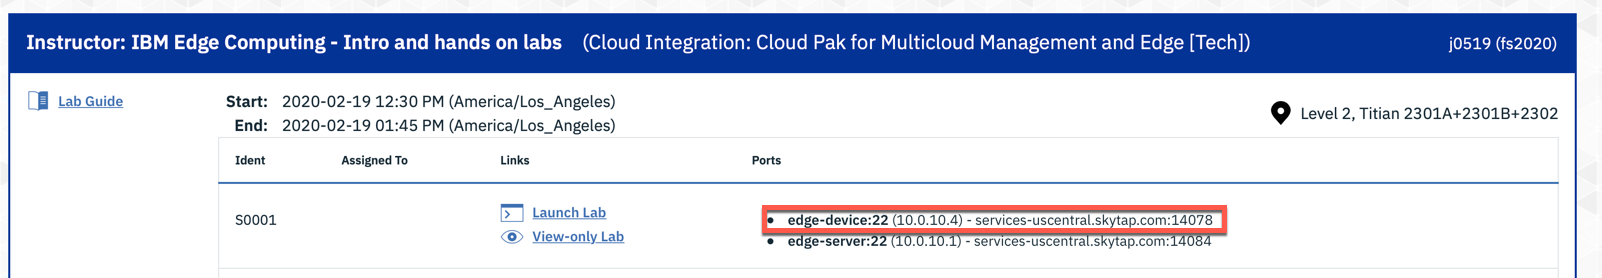 Instructor: IBM Edge Computing - Intro and hands on labs (Cloud Integration: Cloud Pak for Multicloud Management and Edge [Tech]) j0519 (fs2020)
Lab Guide
Start: 2020-02-19 12:30 PM (America/Los_Angeles)
End: 2020-02-19 01:45 PM (America/Los_Angeles)
Level 2, Titian 2301A+2301B+2302
Ident Assigned To Links Ports
S0001
Launch Lab
View-only Lab
• edge-device:22 (10.0.10.4) - services-uscentral.skytap.com:14078
• edge-server:22 (10.0.10.1) - services-uscentral.skytap.com:14084